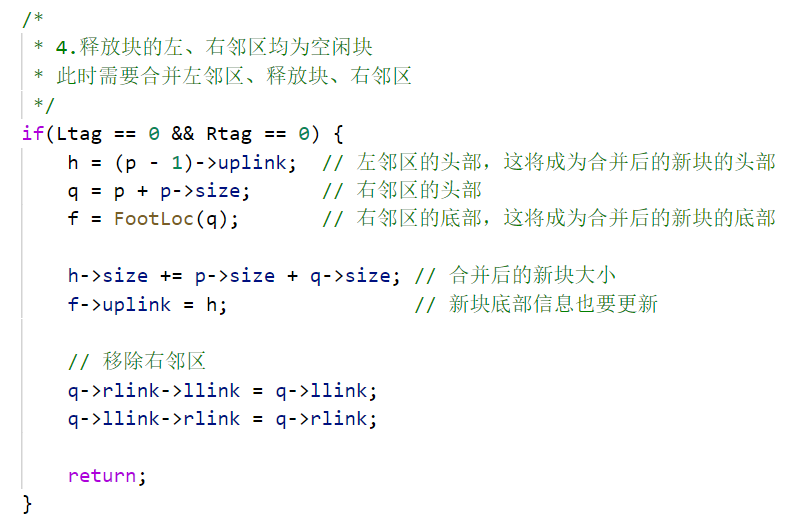 /*
 * 4.释放块的左、右邻区均为空闲块
 * 此时需要合并左邻区、释放块、右邻区
 */
if(Ltag == 0 && Rtag == 0) {
    h = (p - 1)->uplink;  // 左邻区的头部，这将成为合并后的新块的头部
    q = p + p->size;      // 右邻区的头部
    f = FootLoc(q);       // 右邻区的底部，这将成为合并后的新块的底部
    h->size += p->size + q->size; // 合并后的新块大小
    f->uplink = h;                // 新块底部信息也要更新
    // 移除右邻区
    q->rlink->llink = q->llink;
    q->llink->rlink = q->rlink;
    return;
}